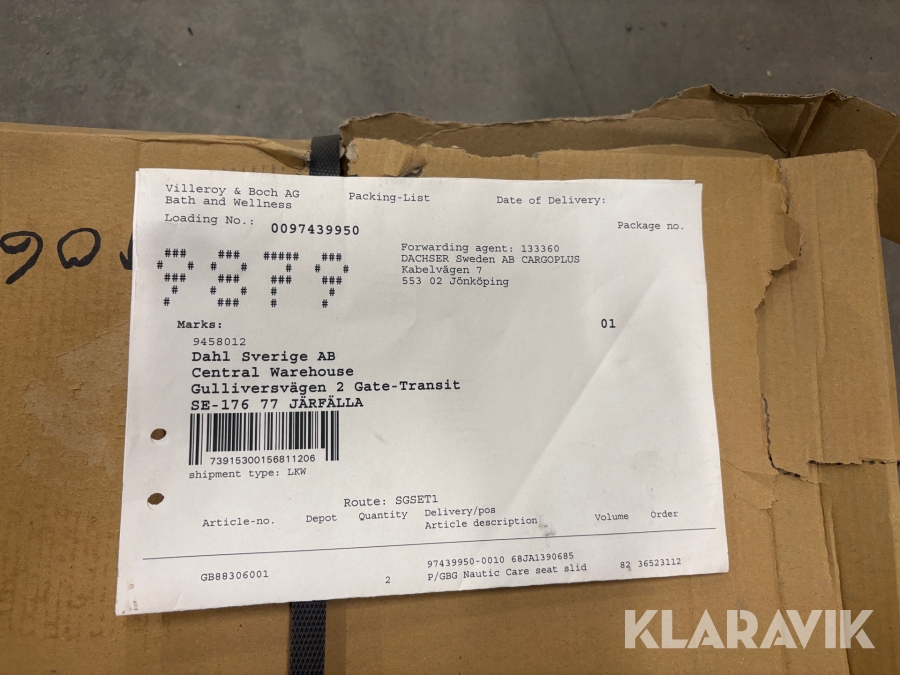 Villeroy & Boch AG
Bath and Wellness
Packing-List
Date of Delivery:
Loading No.: 0097439950
Package no.
Forwarding agent: 133360
DACHSER Sweden AB CARGOPLUS
Kabelvägen 7
553 02 Jönköping
9879
Marks:
01
9458012
Dahl Sverige AB
Central Warehouse
Gulliversvägen 2 Gate-Transit
SE-176 77 JÄRFÄLLA
73915300156811206
shipment type: LKW
Route: SGSET1
Article-no. Depot Quantity Delivery/pos Volume Order
Article description
97439950-0010 68JA1390685
GB88306001 2 P/GBG Nautic Care seat slid 82 36523112
KLARAVIK